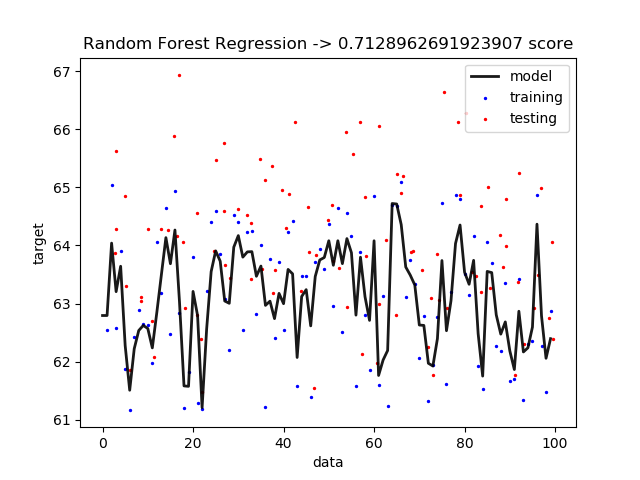 Random Forest Regression -> 0.7128962691923907 score
67
66
65
64
63
62
61
target
model
training
testing
0 20 40 60 80 100
data